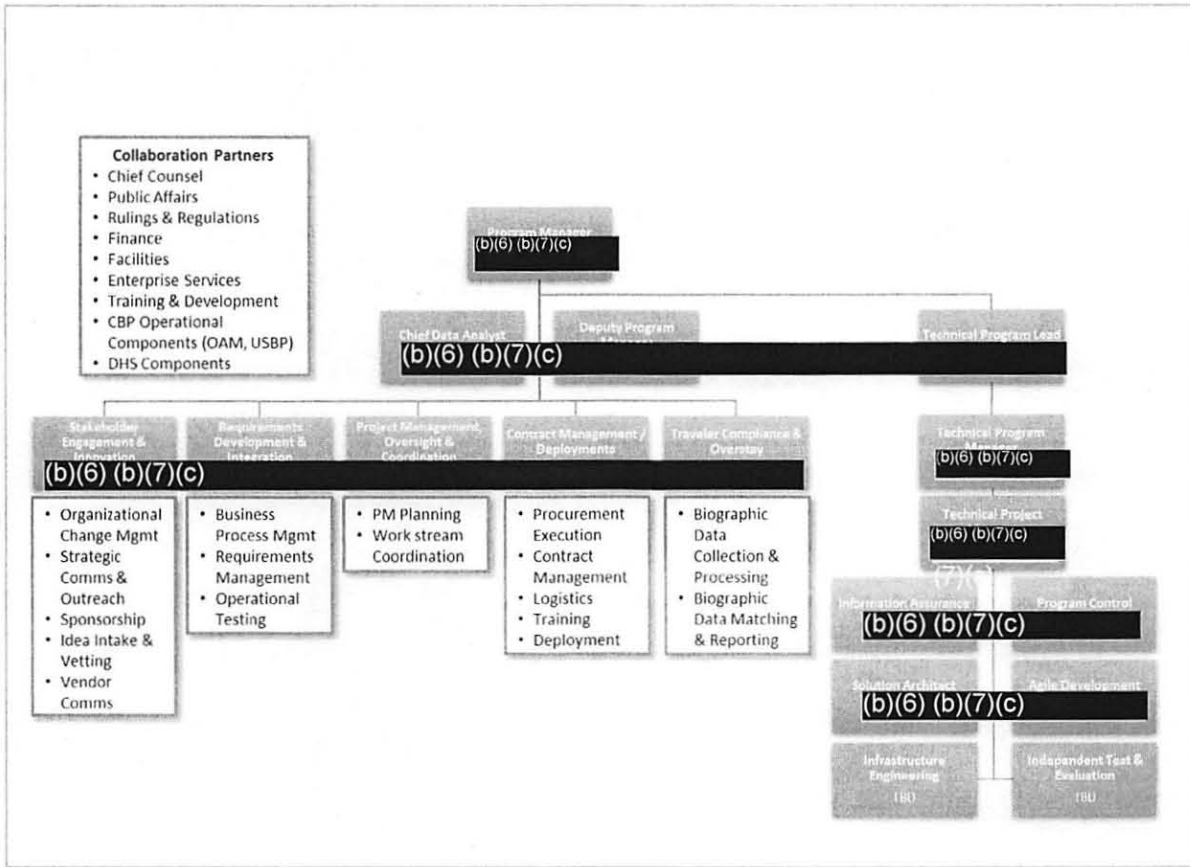 Collaboration Partners
• Chief Counsel
• Public Affairs
• Rulings & Regulations
• Finance
• Facilities
• Enterprise Services
• Training & Development
• CBP Operational
Components (OAM, USBP)
• DHS Components
Program Manager
(b)(6) (b)(7)(c)
Chief Data Analyst
Deputy Program
Technical Program Lead
(b)(6) (b)(7)(c)
Stakeholder
Engagement &
Innovation
Requirements
Development &
Integration
Project Management,
Oversight &
Coordination
Contract Management /
Deployments
Traveler Compliance &
Overstay
(b)(6) (b)(7)(c)
• Organizational
Change Mgmt
• Strategic
Comms &
Outreach
• Sponsorship
• Idea Intake &
Vetting
• Vendor
Comms
• Business
Process Mgmt
• Requirements
Management
• Operational
Testing
• PM Planning
• Work stream
Coordination
• Procurement
Execution
• Contract
Management
• Logistics
• Training
• Deployment
• Biographic
Data
Collection &
Processing
• Biographic
Data Matching
& Reporting
Technical Program
Manager
(b)(6) (b)(7)(c)
Technical Project
(b)(6) (b)(7)(c)
(7)(c)
Information Assurance
Program Control
(b)(6) (b)(7)(c)
Solution Architect
Agile Development
(b)(6) (b)(7)(c)
Infrastructure
Engineering
TBD
Independent Test &
Evaluation
TBD